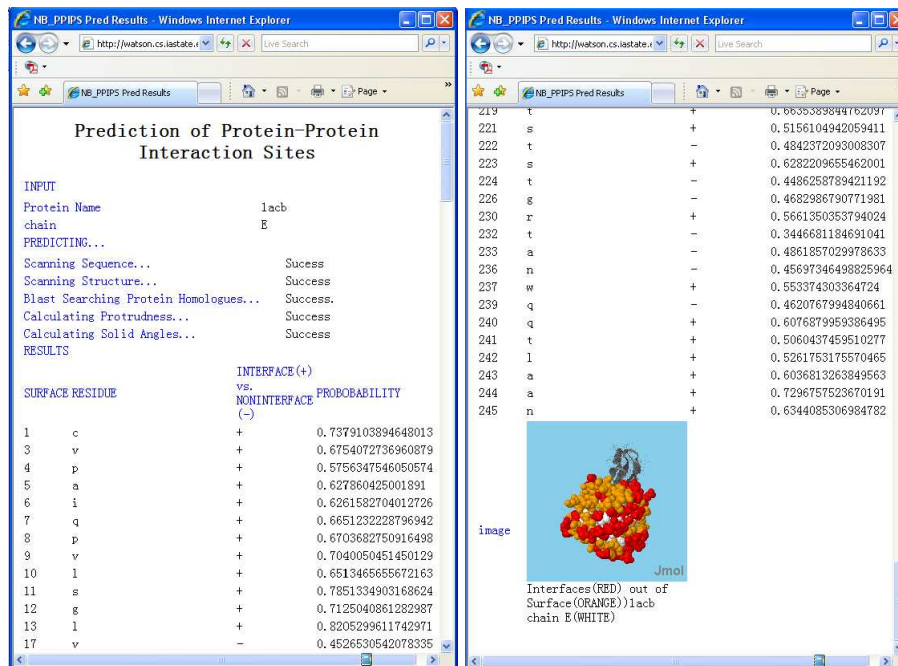 NB_PPIPS Pred Results - Windows Internet Explorer
http://watson.cs.iastate.e
Live Search
NB_PPIPS Pred Results
Page
Prediction of Protein-Protein
Interaction Sites
INPUT
Protein Name 1acb
chain E
PREDICTING...
Scanning Sequence... Sucess
Scanning Structure... Success
Blast Searching Protein Homologues... Success.
Calculating Protrudness... Success
Calculating Solid Angles... Success
RESULTS
SURFACE RESIDUE INTERFACE(+) vs. NONINTERFACE (-) PROBOBABILITY
1 c + 0.7379103894648013
3 v + 0.6754072736960879
4 p + 0.5756347546050574
5 a + 0.627860425001891
6 i + 0.6261582704012726
7 q + 0.6651232228796942
8 p + 0.6703682750916498
9 v + 0.7040050451450129
10 l + 0.6513465655672163
11 s + 0.7851334903168624
12 g + 0.7125040861282987
13 l + 0.8205299611742971
17 v - 0.4526530542078335
NB_PPIPS Pred Results - Windows Internet Explorer
http://watson.cs.iastate.e
Live Search
NB_PPIPS Pred Results
Page
219 t + 0.6635389844762097
221 s + 0.5156104942059411
222 t - 0.4842372093008307
223 s + 0.6282209655462001
224 t - 0.4486258789421192
226 g - 0.4682986790771981
230 r + 0.5661350353794024
232 t - 0.3446681184691041
233 a - 0.4861857029978633
236 n - 0.45697346498825964
237 w + 0.553374303364724
239 q - 0.4620767994840661
240 q + 0.6076879959386495
241 t + 0.5060437459510277
242 l + 0.5261753175570465
243 a + 0.6036813263849563
244 a + 0.7296757523670191
245 n + 0.6344085306984782
image
Jmol
Interfaces(RED) out of
Surface(ORANGE))1acb
chain E(WHITE)